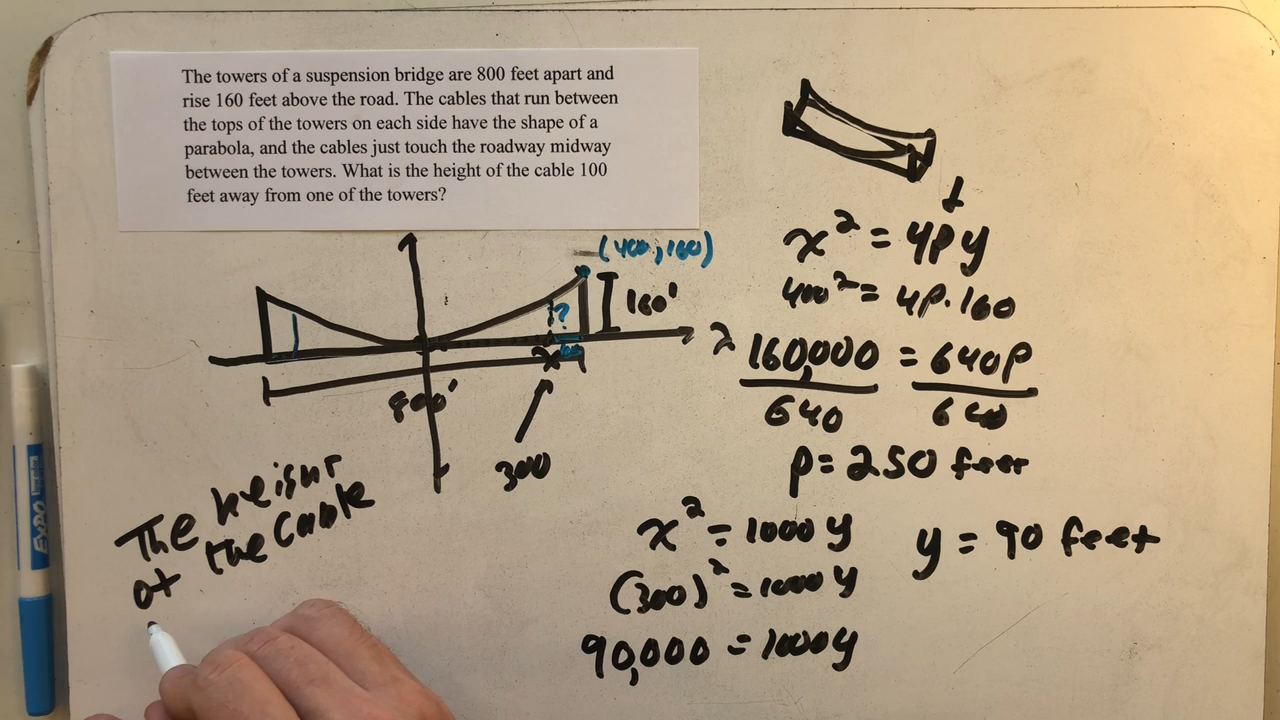 The towers of a suspension bridge are 800 feet apart and
rise 160 feet above the road. The cables that run between
the tops of the towers on each side have the shape of a
parabola, and the cables just touch the roadway midway
between the towers. What is the height of the cable 100
feet away from one of the towers?
(400, 160)
160'
?
x
800'
300
x² = 4py
400² = 4p·160
160,000 = 640p
640 640
p = 250 feet
x² = 1000y
(300)² = 1000y
90,000 = 1000y
y = 90 feet
The height
of the Cable
EXPO